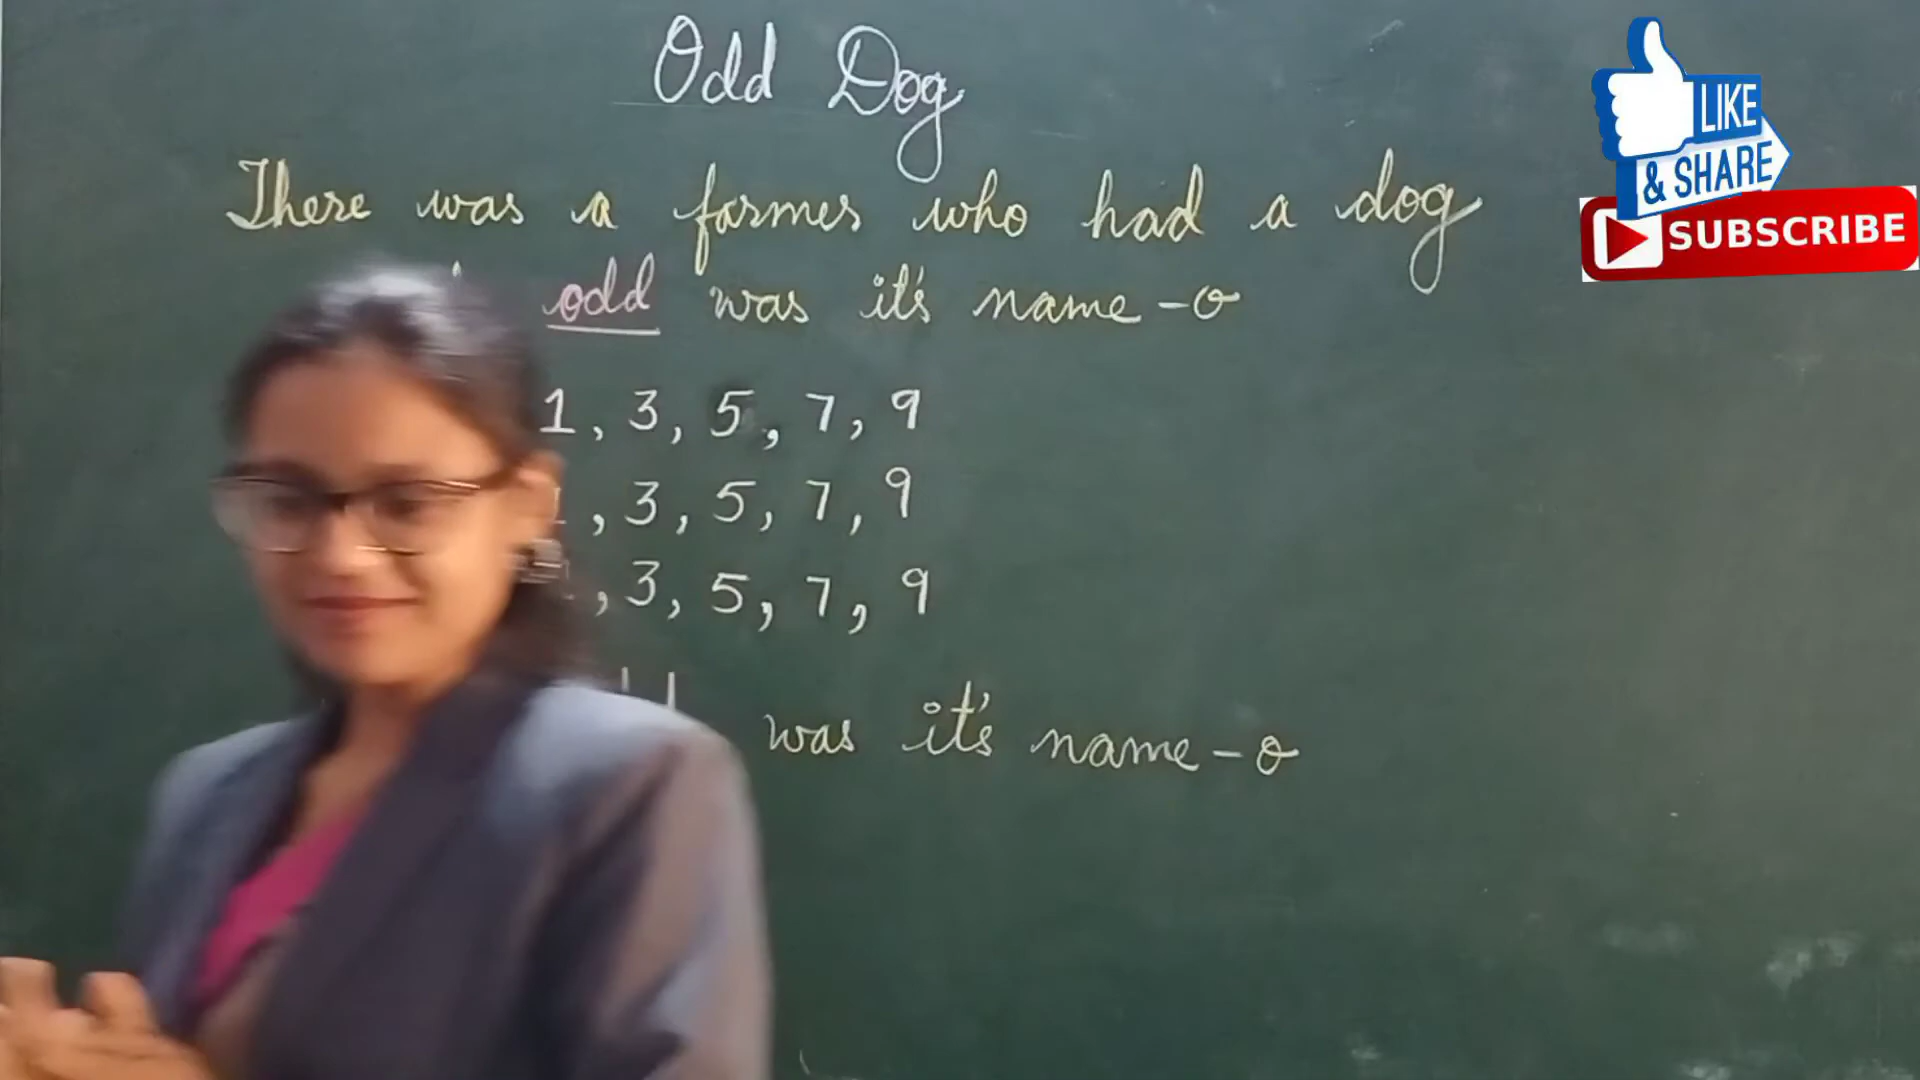 Odd Dog
There was a farmer who had a dog
odd was it's name-o
1, 3, 5, 7, 9
, 3, 5, 7, 9
, 3, 5, 7, 9
was it's name-o
LIKE
& SHARE
SUBSCRIBE